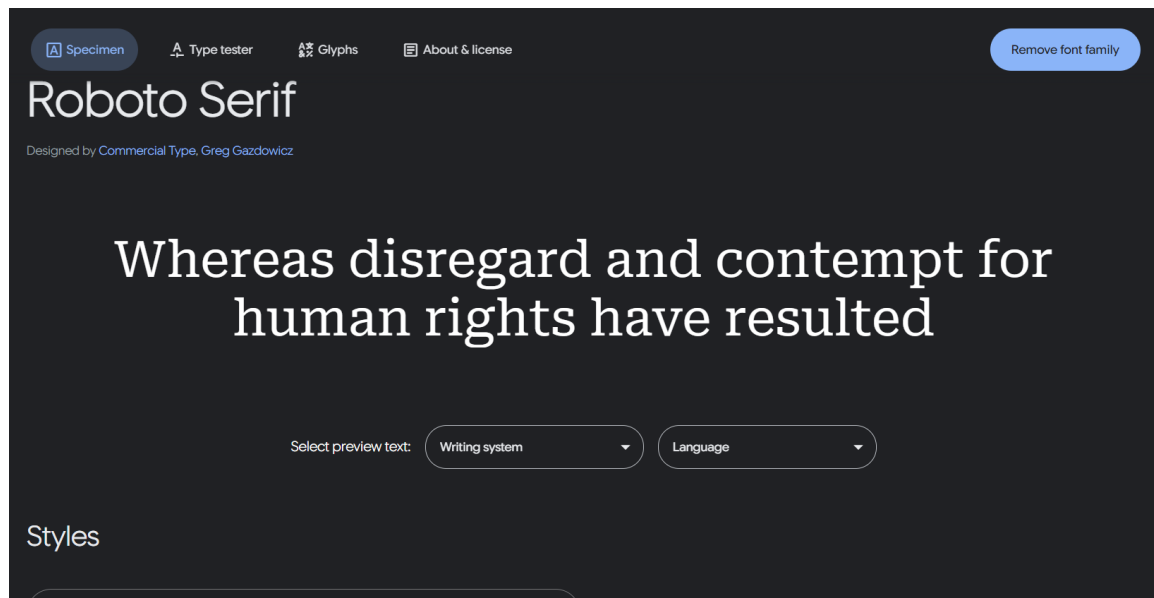 Specimen
Type tester
Glyphs
About & license
Remove font family
Roboto Serif
Designed by Commercial Type, Greg Gazdowicz
Whereas disregard and contempt for
human rights have resulted
Select preview text:
Writing system
Language
Styles